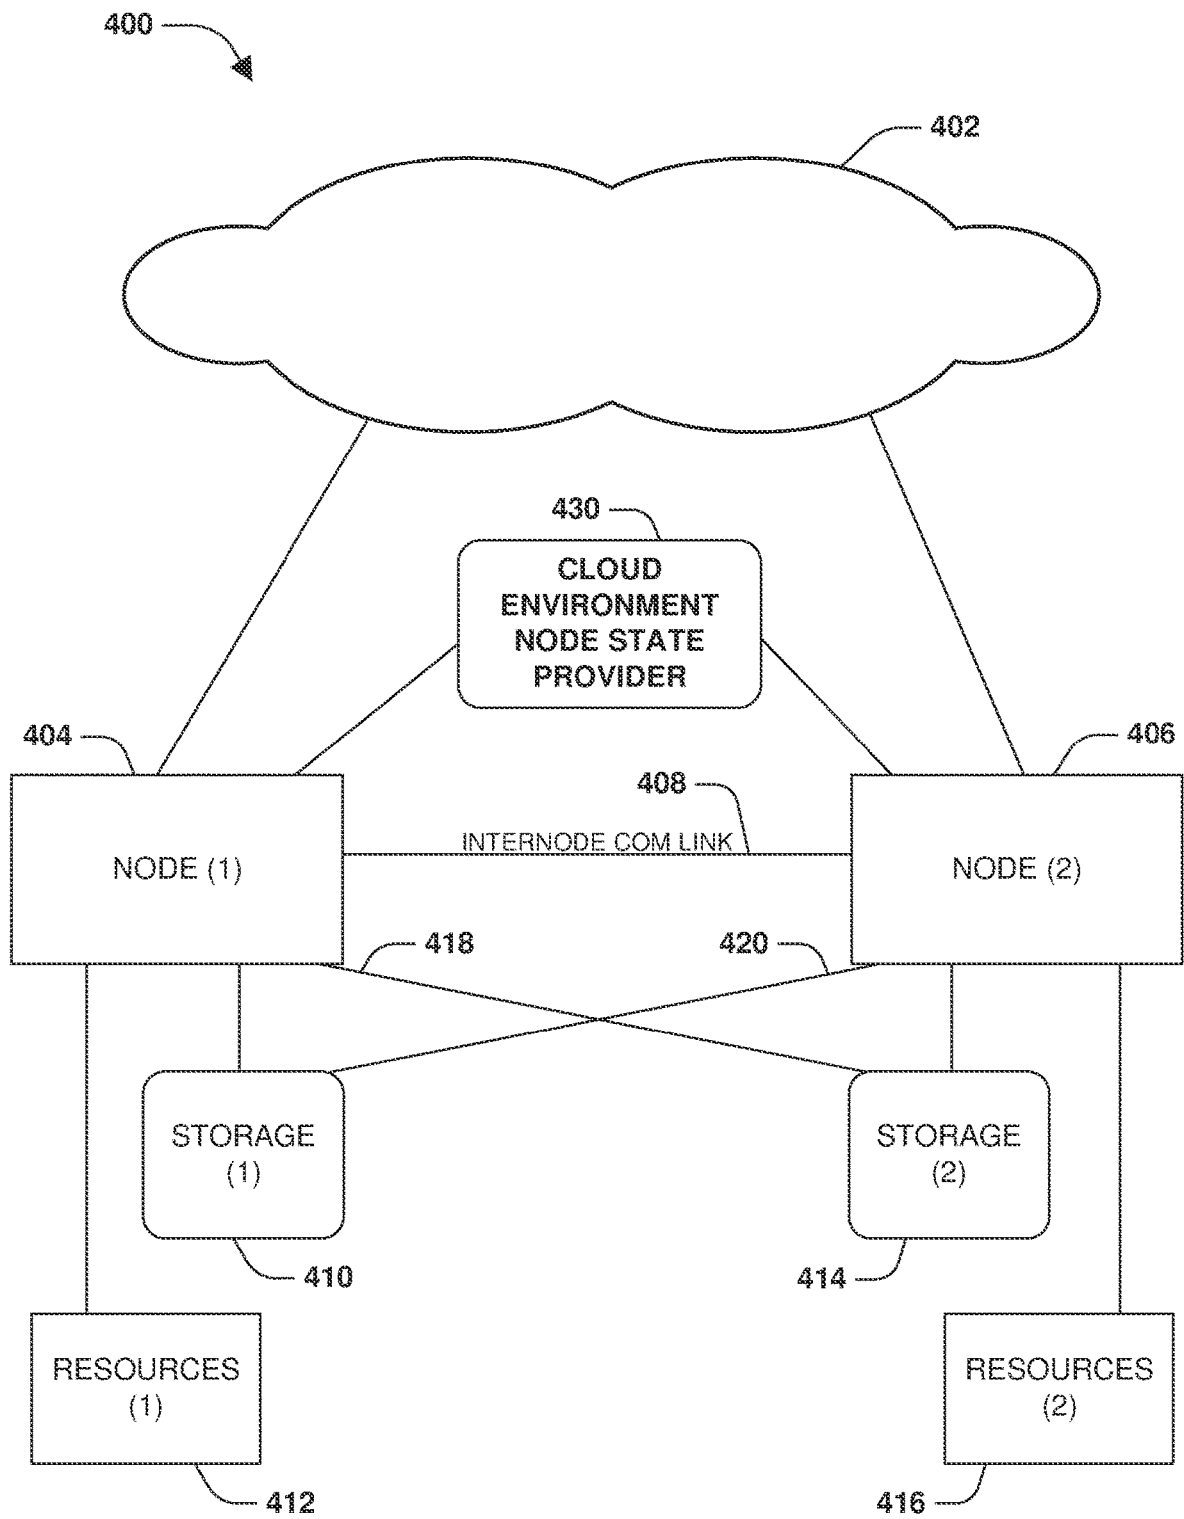 400
402
430
CLOUD
ENVIRONMENT
NODE STATE
PROVIDER
404
406
408
INTERNODE COM LINK
NODE (1)
NODE (2)
418
420
STORAGE
(1)
STORAGE
(2)
410
414
RESOURCES
(1)
RESOURCES
(2)
412
416